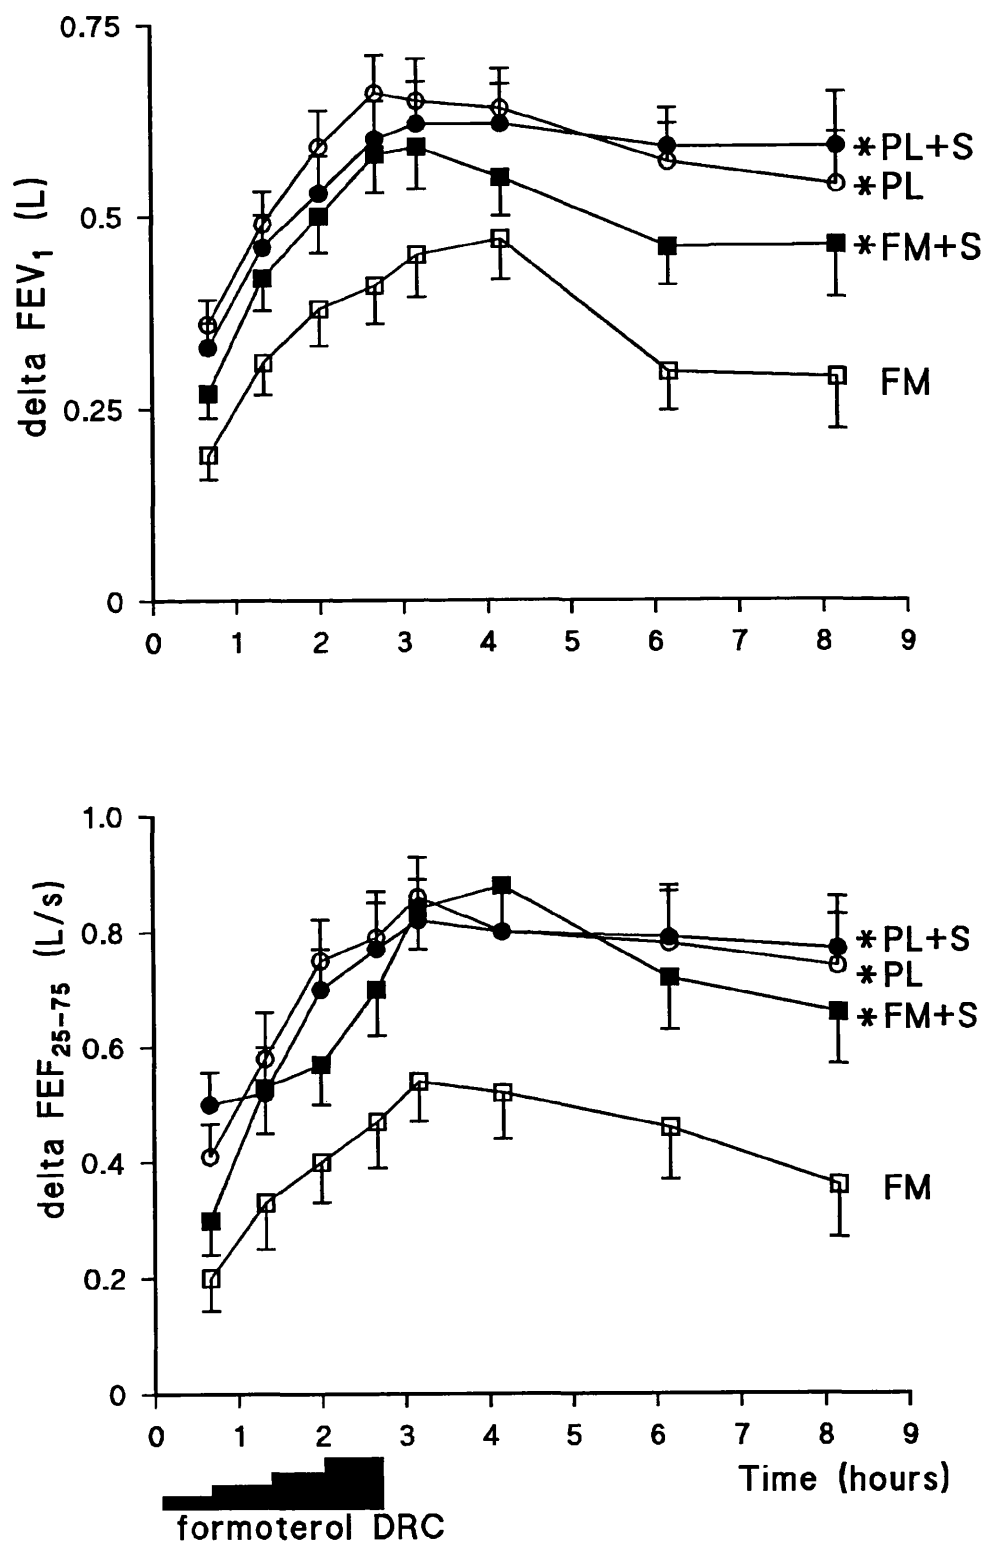 0.75
0.5
0.25
0
delta FEV1 (L)
*PL+S
*PL
*FM+S
FM
0 1 2 3 4 5 6 7 8 9
1.0
0.8
0.6
0.4
0.2
0
delta FEF25-75 (L/s)
*PL+S
*PL
*FM+S
FM
0 1 2 3 4 5 6 7 8 9
Time (hours)
formoterol DRC